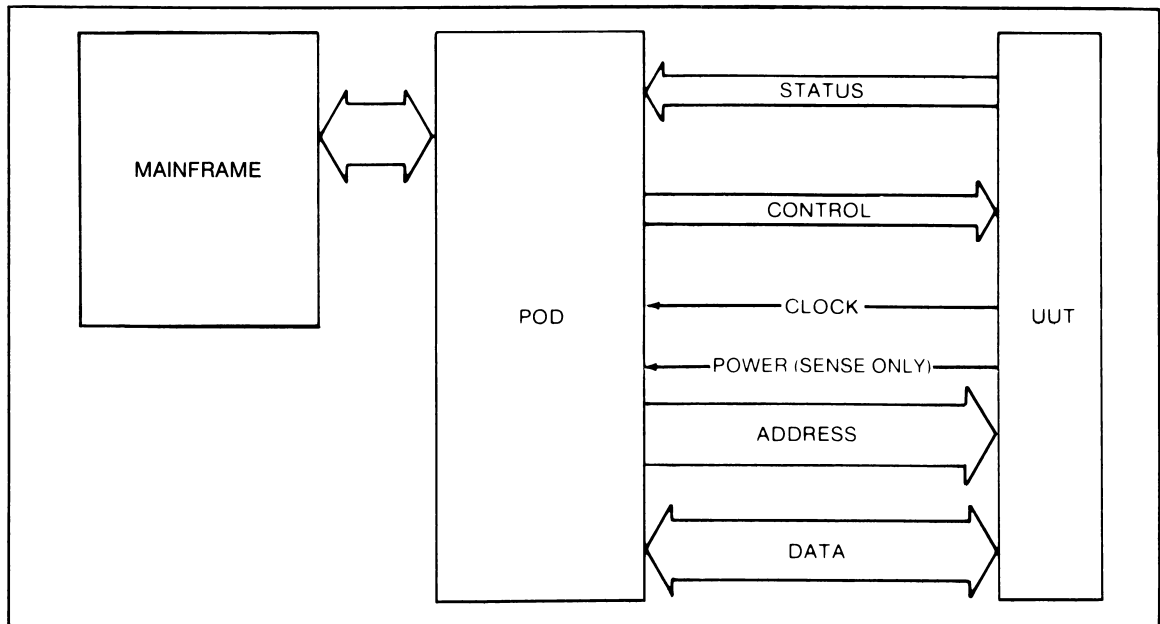 MAINFRAME
POD
STATUS
CONTROL
CLOCK
POWER (SENSE ONLY)
ADDRESS
DATA
UUT